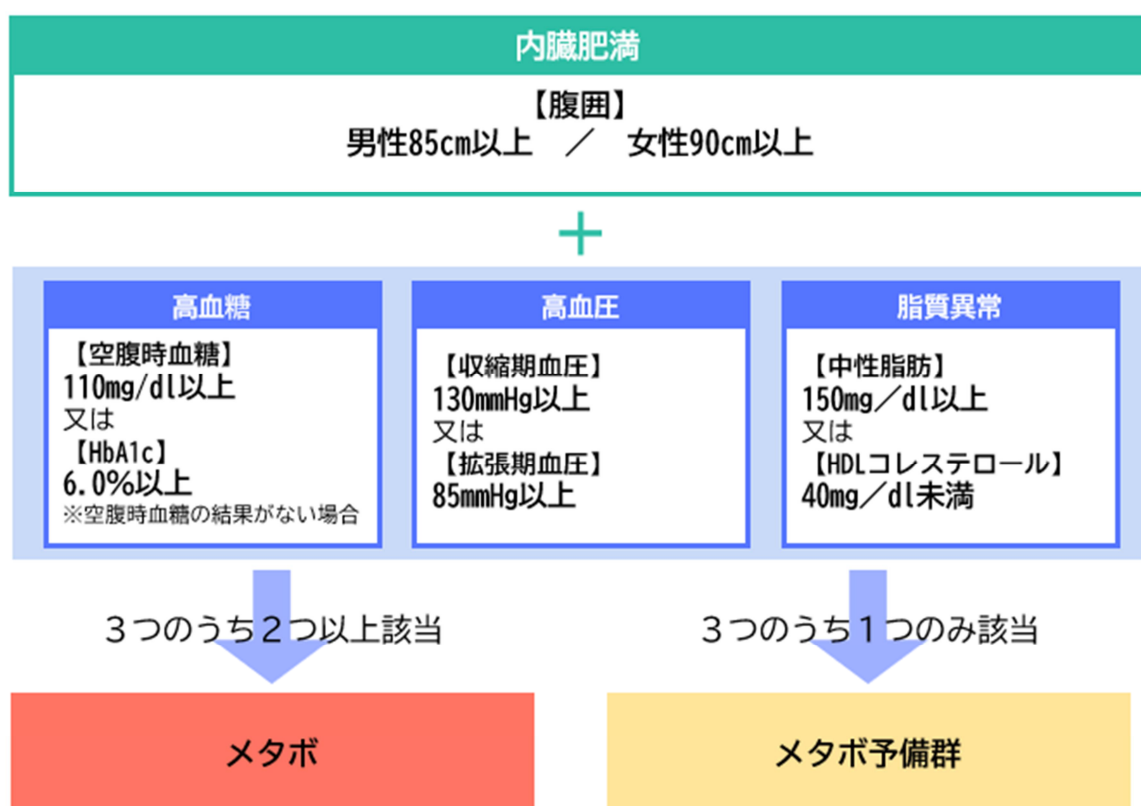 内臓肥満
【腹囲】
男性85cm以上 ／ 女性90cm以上
＋
高血糖
【空腹時血糖】
110mg/dl以上
又は
【HbA1c】
6.0%以上
※空腹時血糖の結果がない場合
高血圧
【収縮期血圧】
130mmHg以上
又は
【拡張期血圧】
85mmHg以上
脂質異常
【中性脂肪】
150mg／dl以上
又は
【HDLコレステロール】
40mg／dl未満
３つのうち２つ以上該当
３つのうち１つのみ該当
メタボ
メタボ予備群